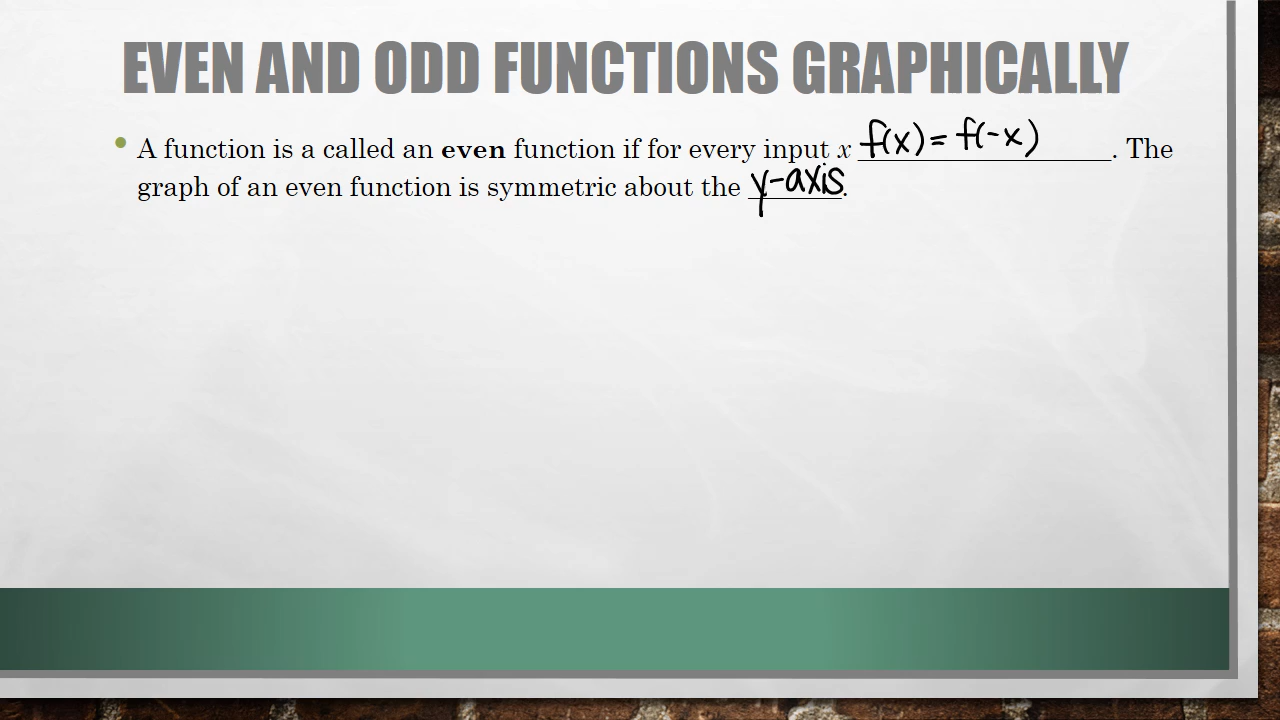 EVEN AND ODD FUNCTIONS GRAPHICALLY
• A function is a called an even function if for every input x f(x) = f(-x). The
graph of an even function is symmetric about the y-axis.